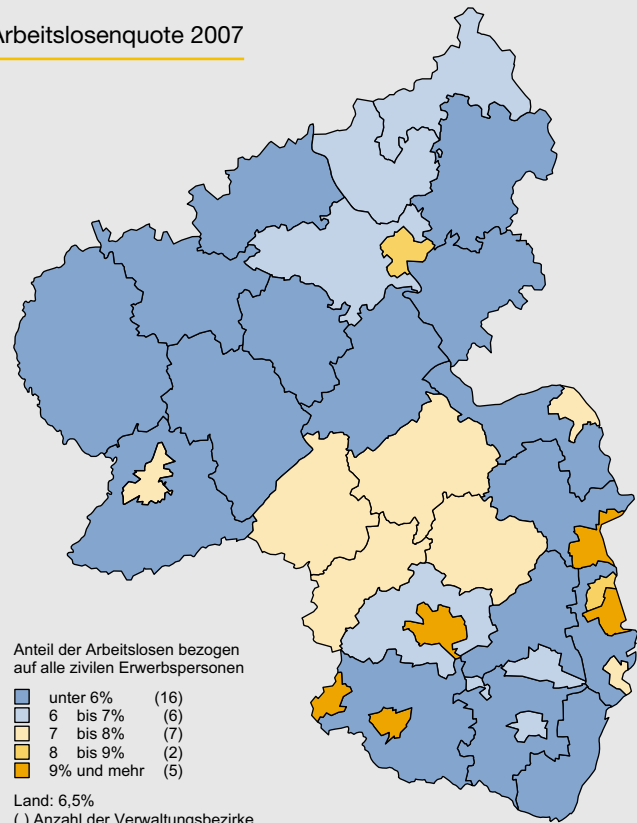 Arbeitslosenquote 2007
Anteil der Arbeitslosen bezogen
auf alle zivilen Erwerbspersonen
unter 6% (16)
6 bis 7% (6)
7 bis 8% (7)
8 bis 9% (2)
9% und mehr (5)
Land: 6,5%
( ) Anzahl der Verwaltungsbezirke